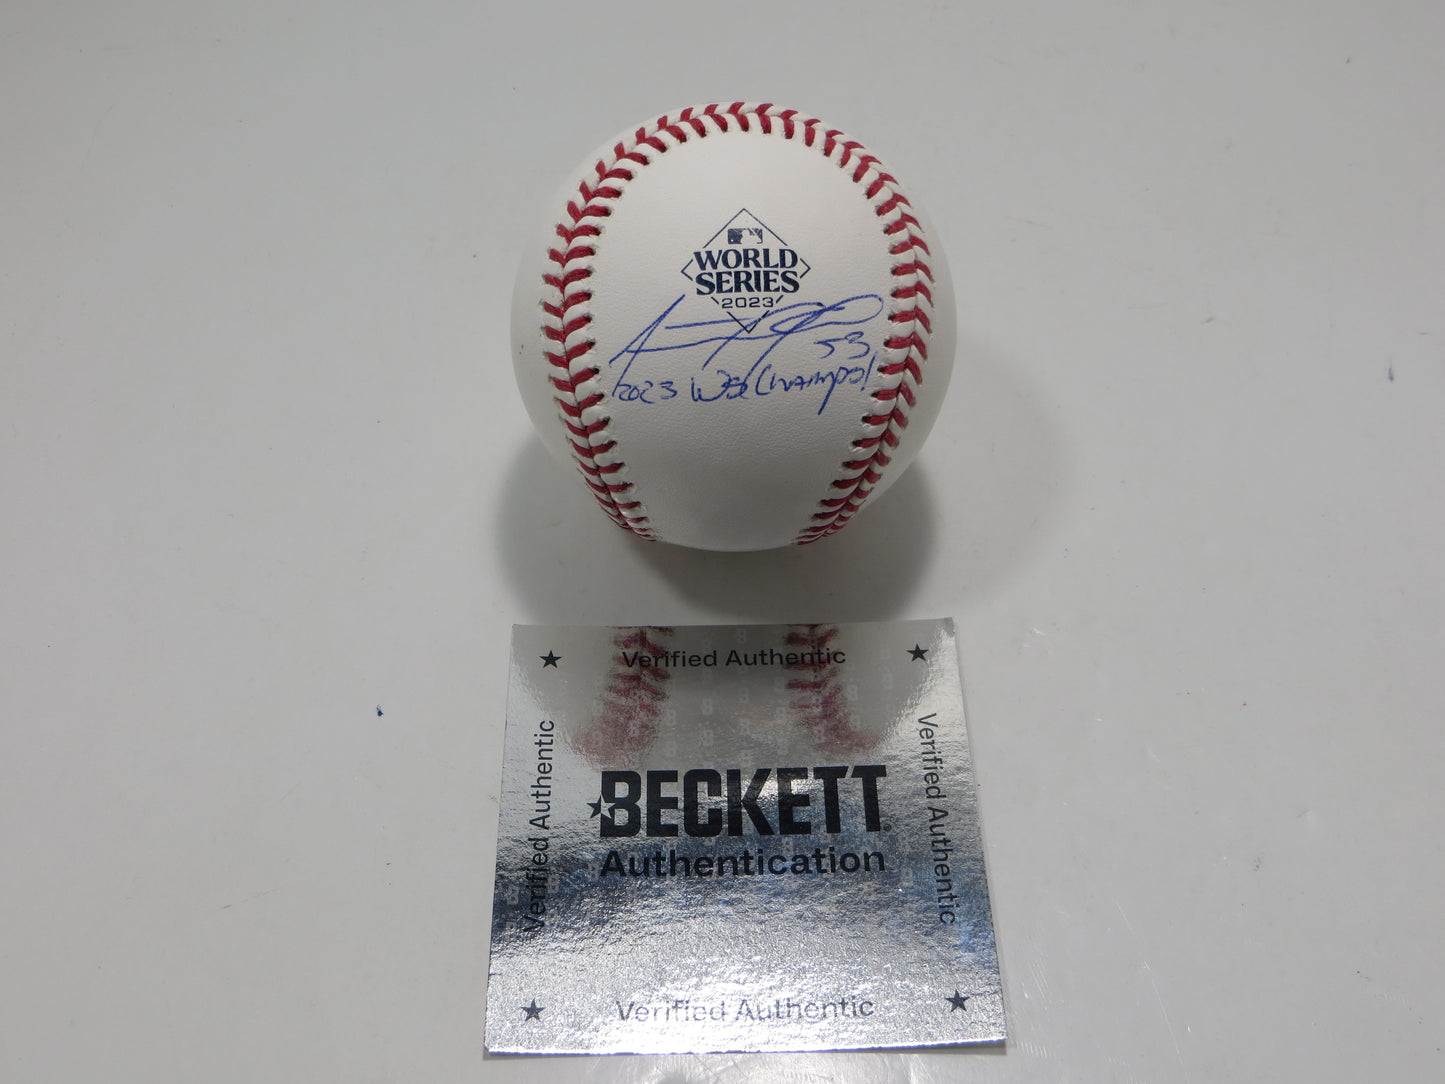 WORLD
SERIES
2023
53
2023 WS Champs!
Verified Authentic
Verified Authentic
Verified Authentic
BECKETT®
Authentication
Verified Authentic